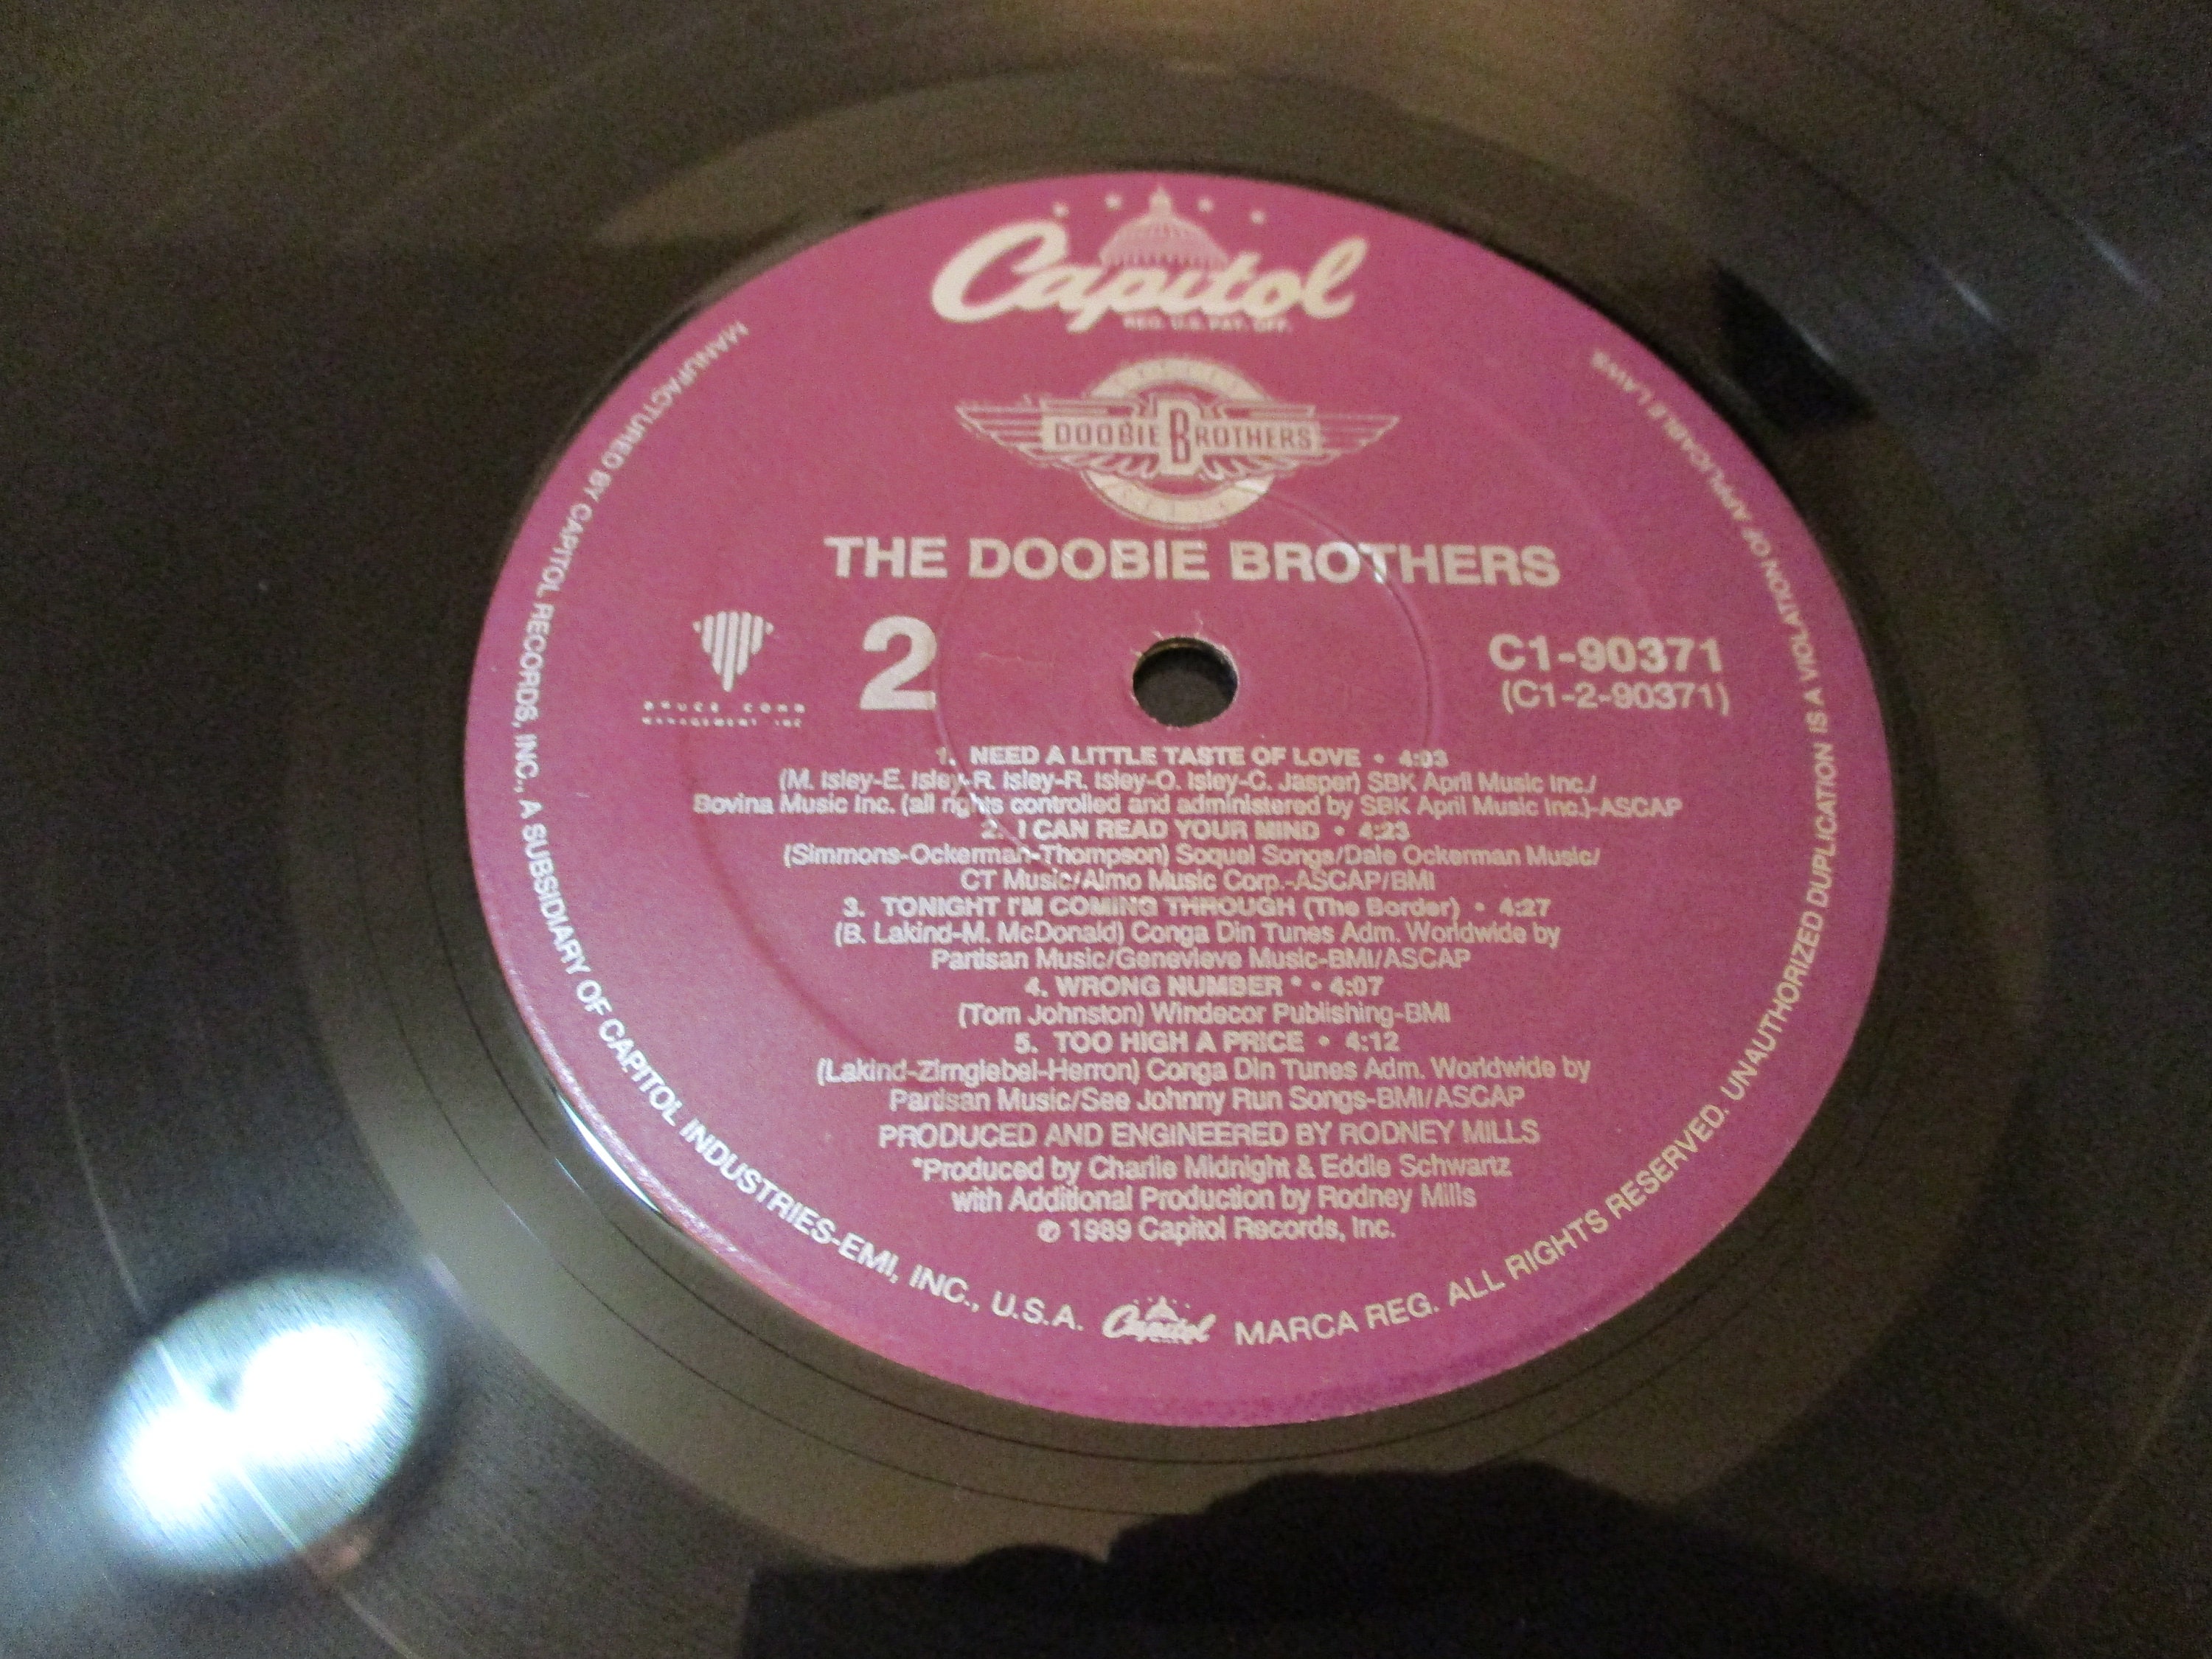 Capitol
REG. U.S. PAT. OFF.
DOOBIE BROTHERS
THE DOOBIE BROTHERS
BRUCE COHN
MANAGEMENT INC
2
C1-90371
(C1-2-90371)
1. NEED A LITTLE TASTE OF LOVE • 4:03
(M. Isley-E. Isley-R. Isley-R. Isley-O. Isley-C. Jasper) SBK April Music Inc./
Bovina Music Inc. (all rights controlled and administered by SBK April Music Inc.)-ASCAP
2. I CAN READ YOUR MIND • 4:23
(Simmons-Ockerman-Thompson) Soquel Songs/Dale Ockerman Music/
CT Music/Almo Music Corp.-ASCAP/BMI
3. TONIGHT I'M COMING THROUGH (The Border) • 4:27
(B. Lakind-M. McDonald) Conga Din Tunes Adm. Worldwide by
Partisan Music/Genevieve Music-BMI/ASCAP
4. WRONG NUMBER * • 4:07
(Tom Johnston) Windecor Publishing-BMI
5. TOO HIGH A PRICE • 4:12
(Lakind-Zirngiebel-Herron) Conga Din Tunes Adm. Worldwide by
Partisan Music/See Johnny Run Songs-BMI/ASCAP
PRODUCED AND ENGINEERED BY RODNEY MILLS
*Produced by Charlie Midnight & Eddie Schwartz
with Additional Production by Rodney Mills
℗ 1989 Capitol Records, Inc.
MANUFACTURED BY CAPITOL RECORDS, INC., A SUBSIDIARY OF CAPITOL INDUSTRIES-EMI, INC., U.S.A. Capitol MARCA REG. ALL RIGHTS RESERVED. UNAUTHORIZED DUPLICATION IS A VIOLATION OF APPLICABLE LAWS